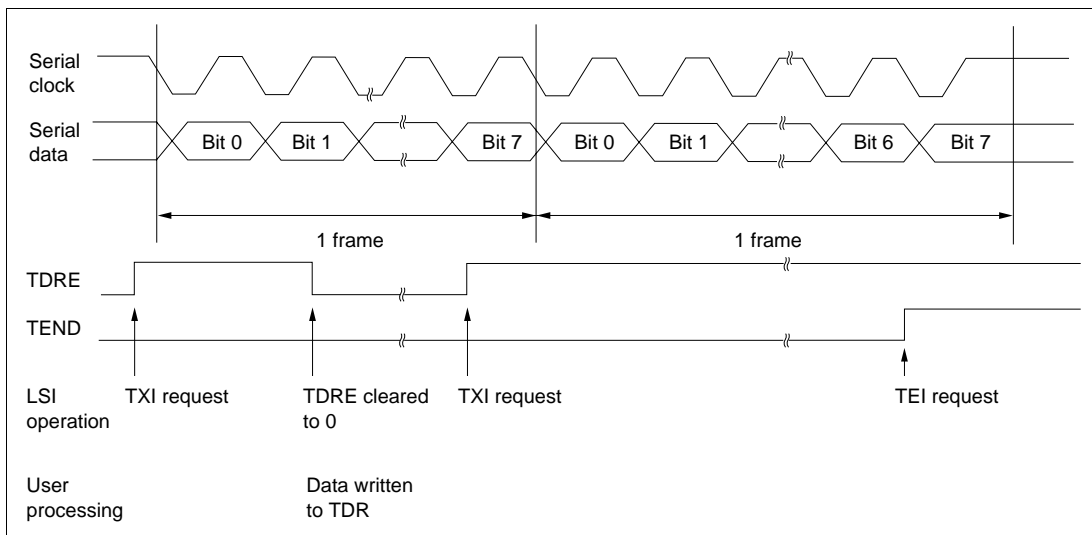 Serial
clock
Serial
data
Bit 0 Bit 1 Bit 7 Bit 0 Bit 1 Bit 6 Bit 7
1 frame 1 frame
TDRE
TEND
LSI
operation
TXI request
TDRE cleared
to 0
TXI request
TEI request
User
processing
Data written
to TDR